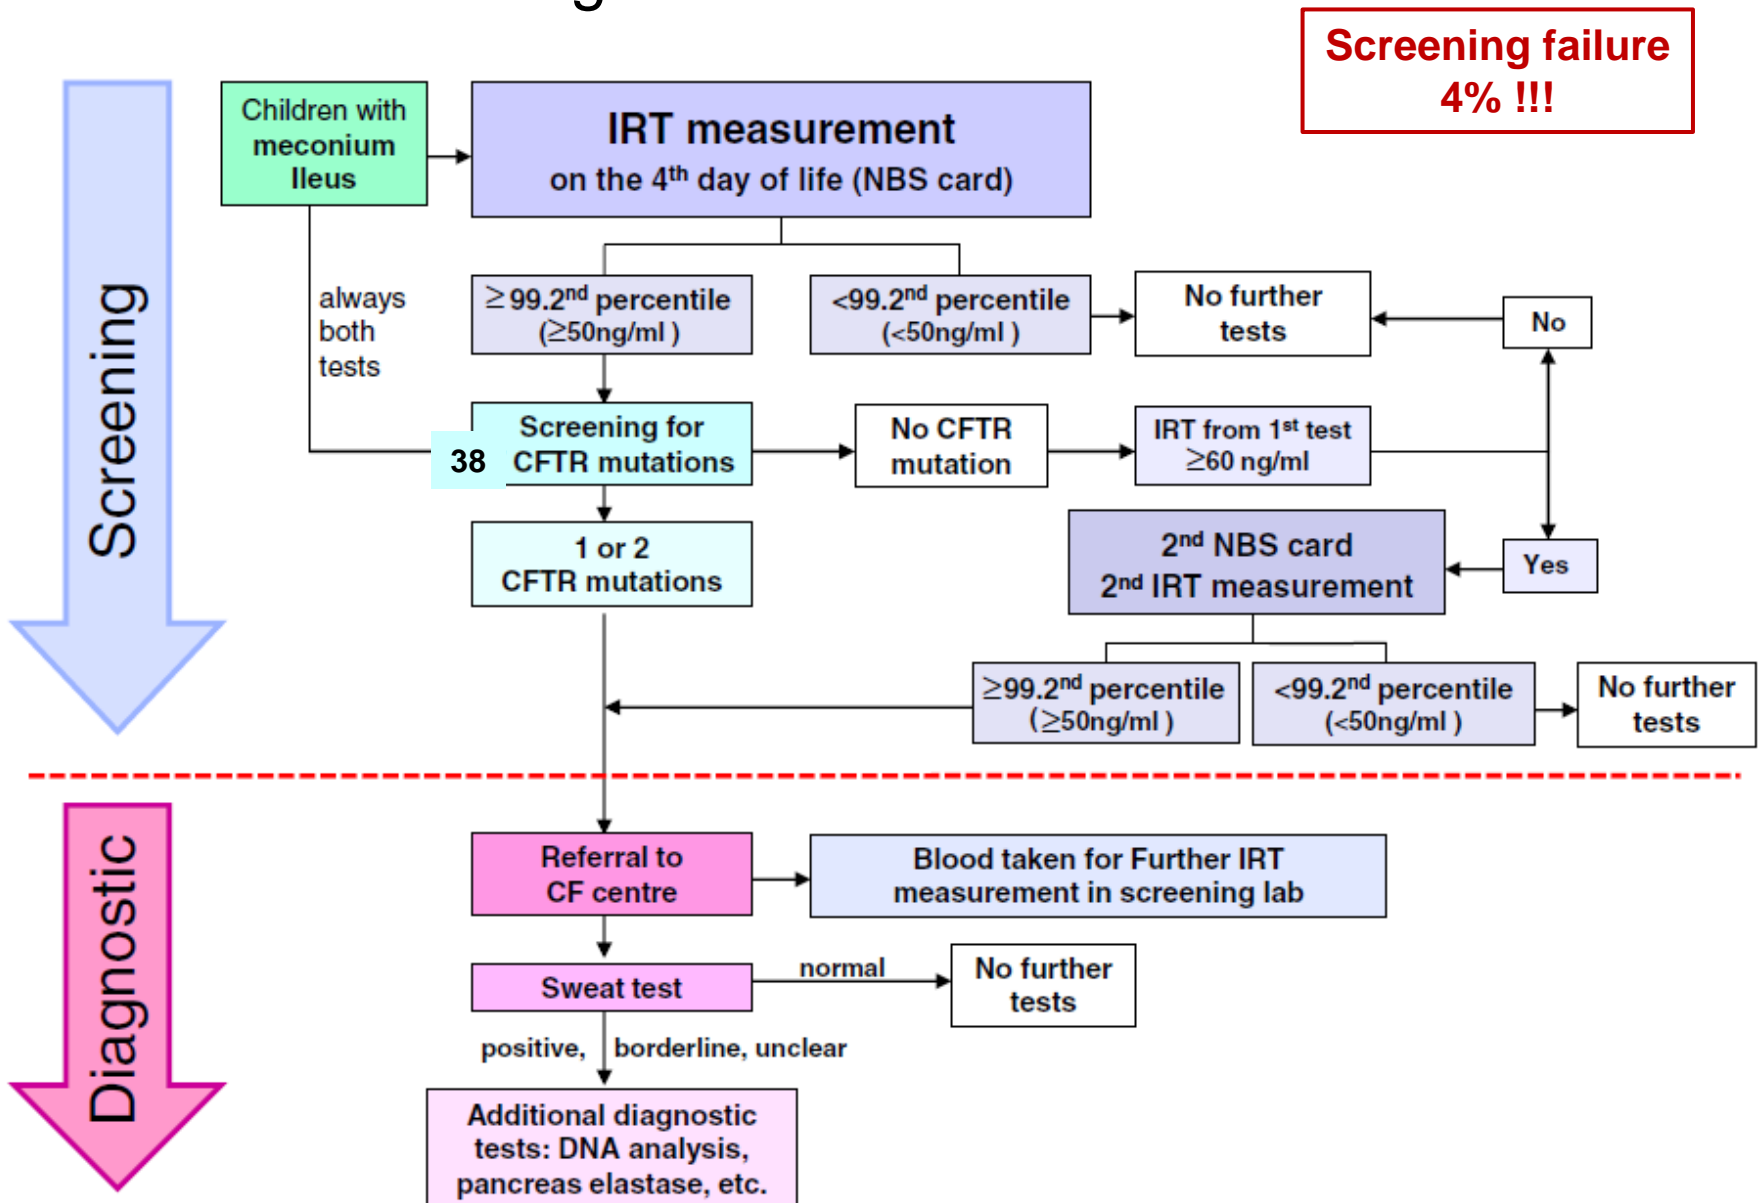 Screening failure
4% !!!
Children with
meconium
Ileus
IRT measurement
on the 4th day of life (NBS card)
always
both
tests
≥99.2nd percentile
(≥50ng/ml )
<99.2nd percentile
(<50ng/ml )
No further
tests
No
38
Screening for
CFTR mutations
No CFTR
mutation
IRT from 1st test
≥60 ng/ml
1 or 2
CFTR mutations
2nd NBS card
2nd IRT measurement
Yes
≥99.2nd percentile
(≥50ng/ml )
<99.2nd percentile
(<50ng/ml )
No further
tests
Screening
Referral to
CF centre
Blood taken for Further IRT
measurement in screening lab
Sweat test
normal
No further
tests
positive, borderline, unclear
Additional diagnostic
tests: DNA analysis,
pancreas elastase, etc.
Diagnostic